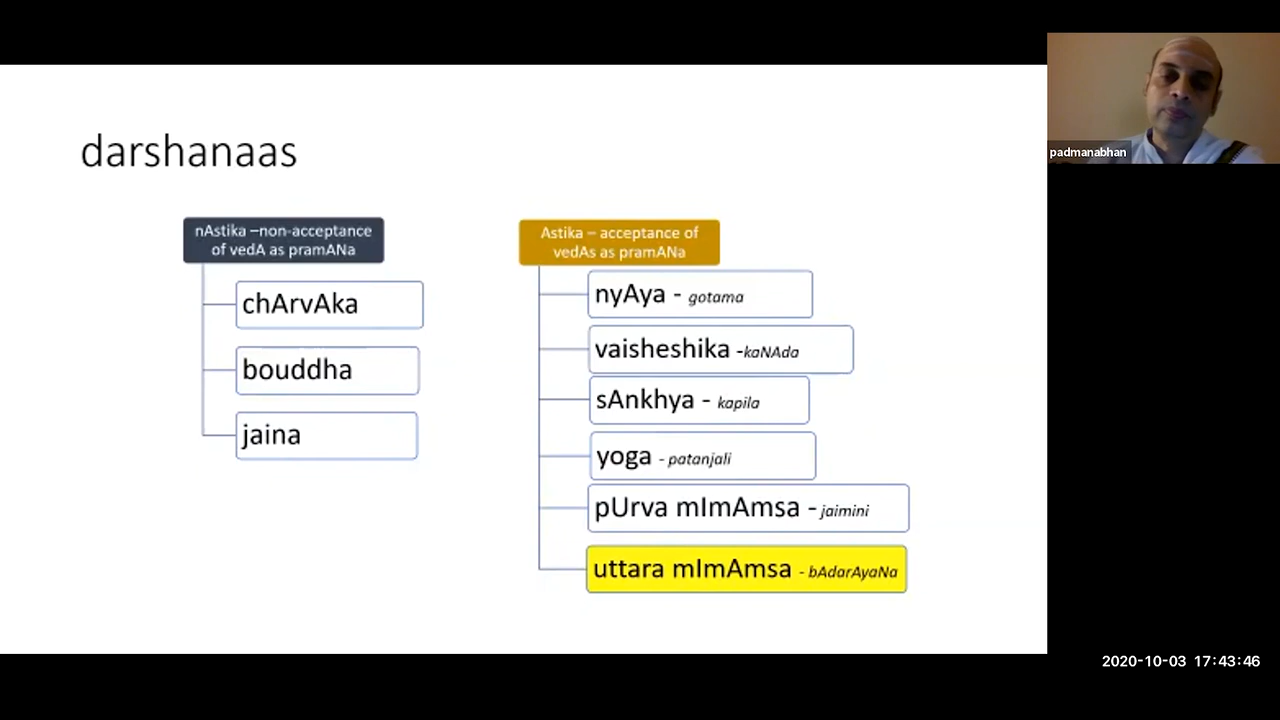 darshanaas
nAstika –non-acceptance
of vedA as pramANa
chArvAka
bouddha
jaina
Astika – acceptance of
vedAs as pramANa
nyAya - gotama
vaisheshika -kaNAda
sAnkhya - kapila
yoga - patanjali
pUrva mImAmsa - jaimini
uttara mImAmsa - bAdarAyaNa
padmanabhan
2020-10-03 17:43:46